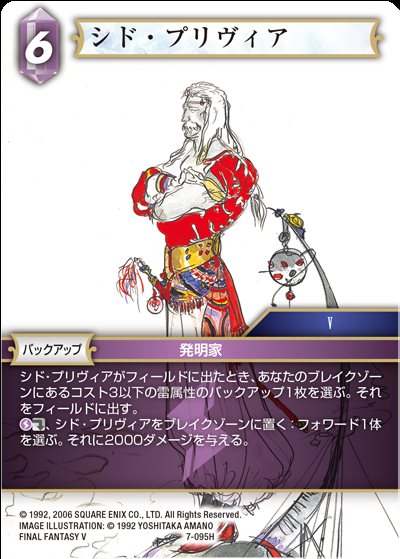 6
シド・プリヴィア
V
バックアップ
発明家
シド・プリヴィアがフィールドに出たとき、あなたのブレイクゾー
ンにあるコスト3以下の雷属性のバックアップ1枚を選ぶ。それ
をフィールドに出す。
、シド・プリヴィアをブレイクゾーンに置く：フォワード1体
を選ぶ。それに2000ダメージを与える。
© 1992, 2006 SQUARE ENIX CO., LTD. All Rights Reserved.
IMAGE ILLUSTRATION: © 1992 YOSHITAKA AMANO
FINAL FANTASY V
7-095H